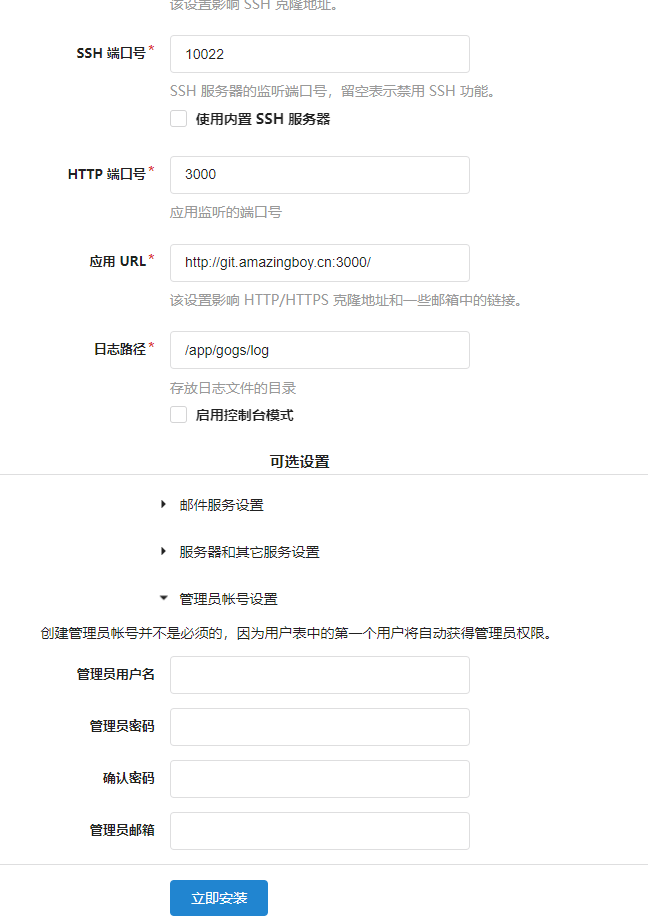 该设置影响 SSH 克隆地址。
SSH 端口号*
10022
SSH 服务器的监听端口号，留空表示禁用 SSH 功能。
使用内置 SSH 服务器
HTTP 端口号*
3000
应用监听的端口号
应用 URL*
http://git.amazingboy.cn:3000/
该设置影响 HTTP/HTTPS 克隆地址和一些邮箱中的链接。
日志路径*
/app/gogs/log
存放日志文件的目录
启用控制台模式
可选设置
邮件服务设置
服务器和其它服务设置
管理员帐号设置
创建管理员帐号并不是必须的，因为用户表中的第一个用户将自动获得管理员权限。
管理员用户名
管理员密码
确认密码
管理员邮箱
立即安装